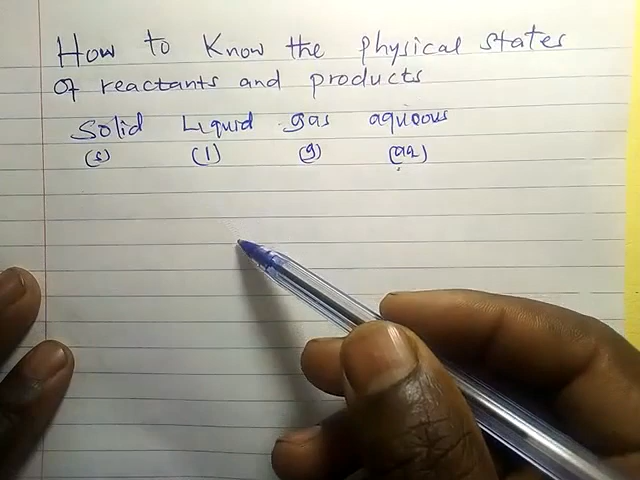 How to Know the physical states
of reactants and products
Solid Liquid gas aqueous
(s) (l) (g) (aq)